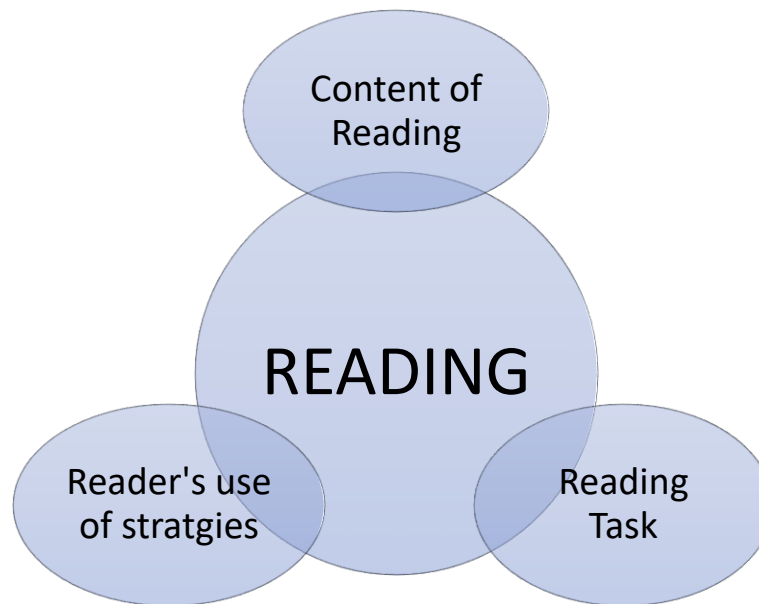 Content of
Reading
READING
Reader's use
of stratgies
Reading
Task